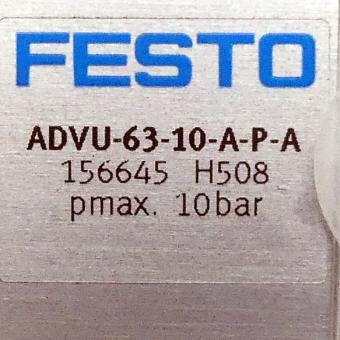 FESTO
ADVU-63-10-A-P-A
156645 H508
pmax. 10bar